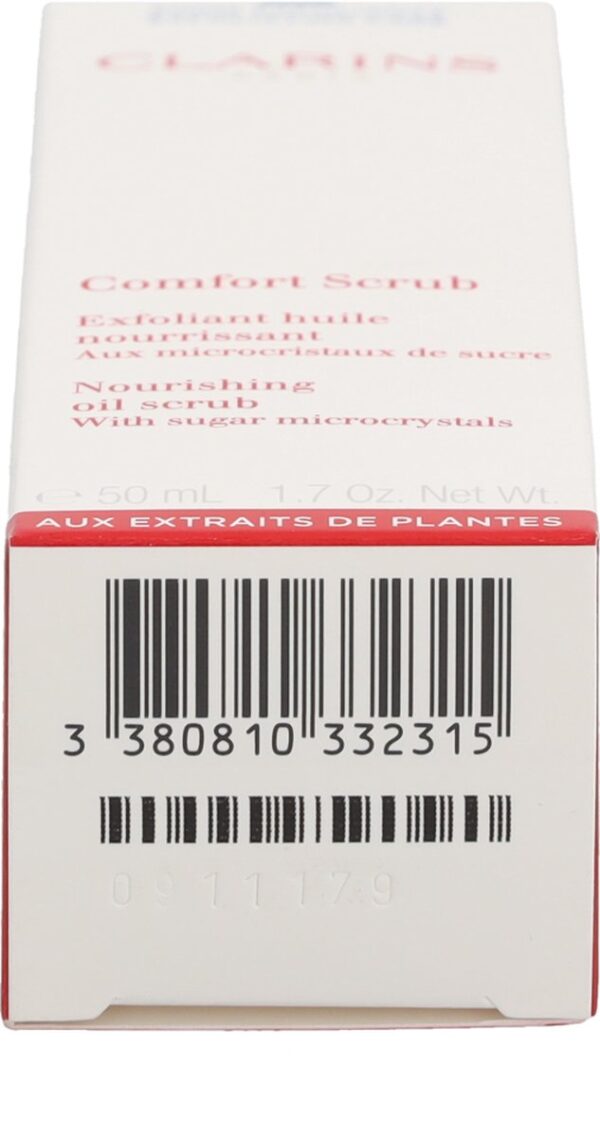 CLARINS
Comfort Scrub
Exfoliant huile
nourrissant
Aux microcristaux de sucre
Nourishing
oil scrub
With sugar microcrystals
e 50 mL 1.7 Oz. Net Wt.
AUX EXTRAITS DE PLANTES
3 380810 332315
0911179